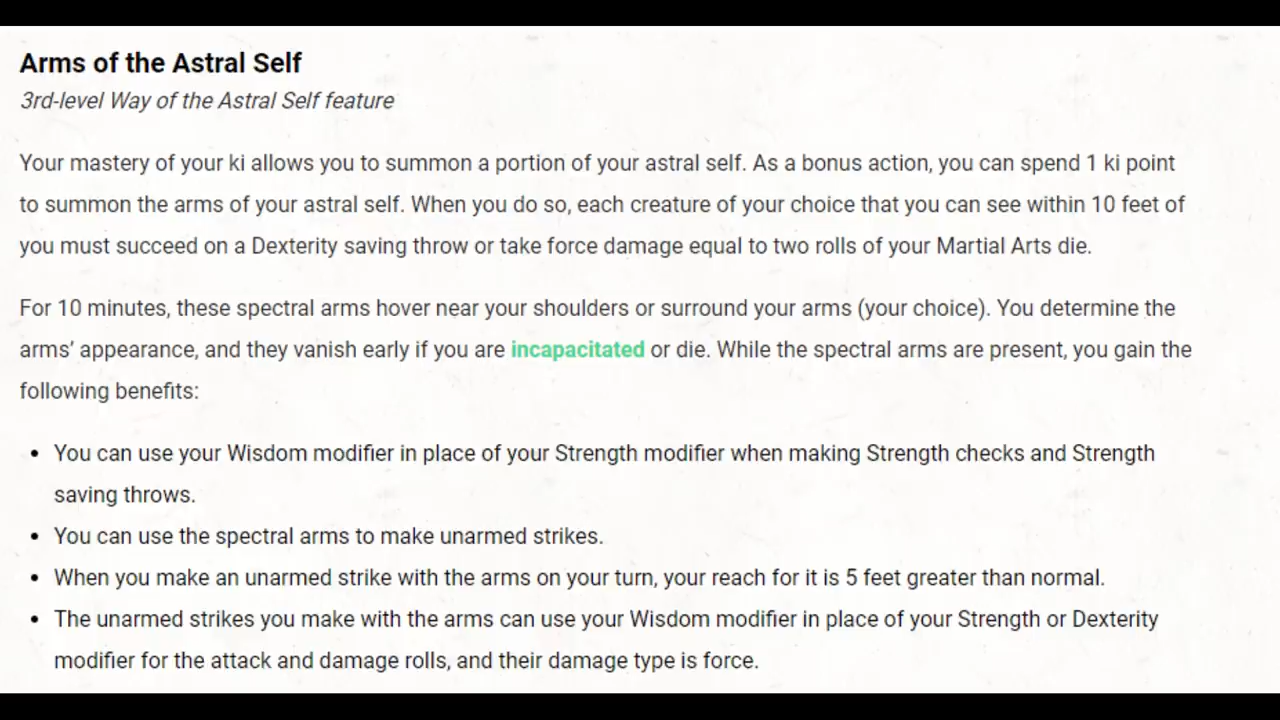 Arms of the Astral Self
3rd-level Way of the Astral Self feature
Your mastery of your ki allows you to summon a portion of your astral self. As a bonus action, you can spend 1 ki point
to summon the arms of your astral self. When you do so, each creature of your choice that you can see within 10 feet of
you must succeed on a Dexterity saving throw or take force damage equal to two rolls of your Martial Arts die.
For 10 minutes, these spectral arms hover near your shoulders or surround your arms (your choice). You determine the
arms’ appearance, and they vanish early if you are incapacitated or die. While the spectral arms are present, you gain the
following benefits:
• You can use your Wisdom modifier in place of your Strength modifier when making Strength checks and Strength
saving throws.
• You can use the spectral arms to make unarmed strikes.
• When you make an unarmed strike with the arms on your turn, your reach for it is 5 feet greater than normal.
• The unarmed strikes you make with the arms can use your Wisdom modifier in place of your Strength or Dexterity
modifier for the attack and damage rolls, and their damage type is force.